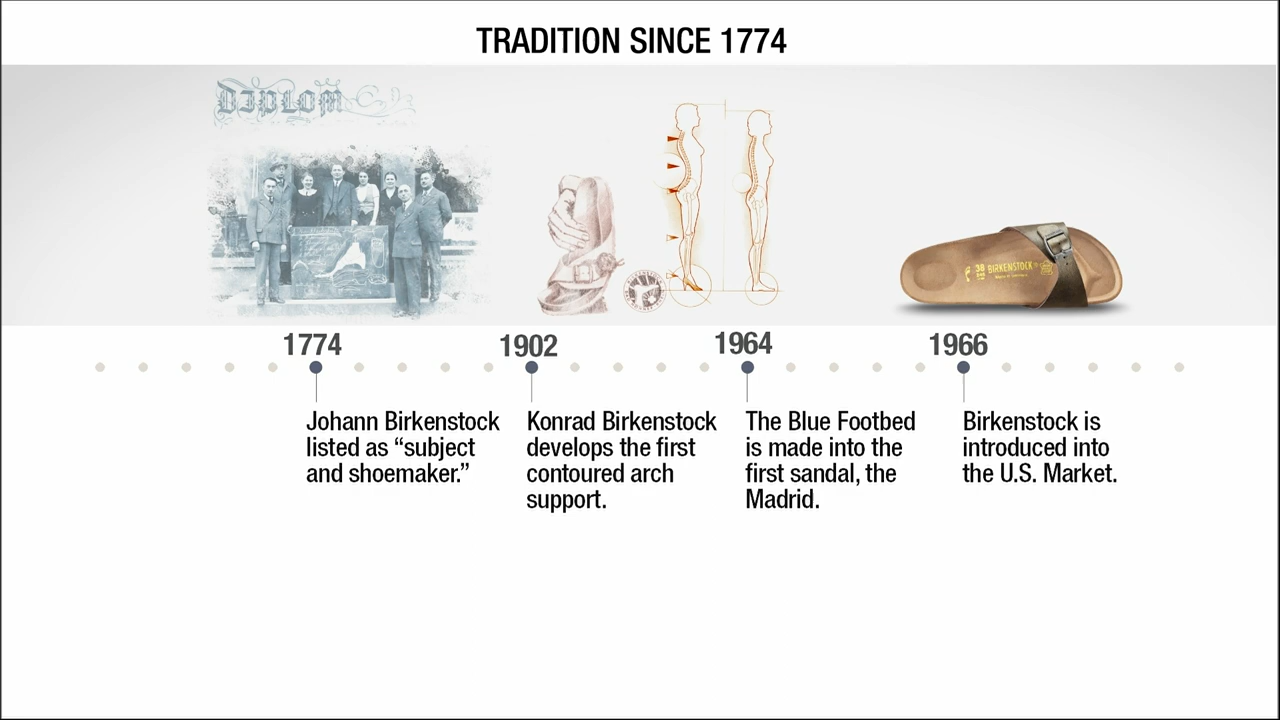 TRADITION SINCE 1774
Diplom
38
BIRKENSTOCK
1774
1902
1964
1966
Johann Birkenstock
listed as “subject
and shoemaker.”
Konrad Birkenstock
develops the first
contoured arch
support.
The Blue Footbed
is made into the
first sandal, the
Madrid.
Birkenstock is
introduced into
the U.S. Market.